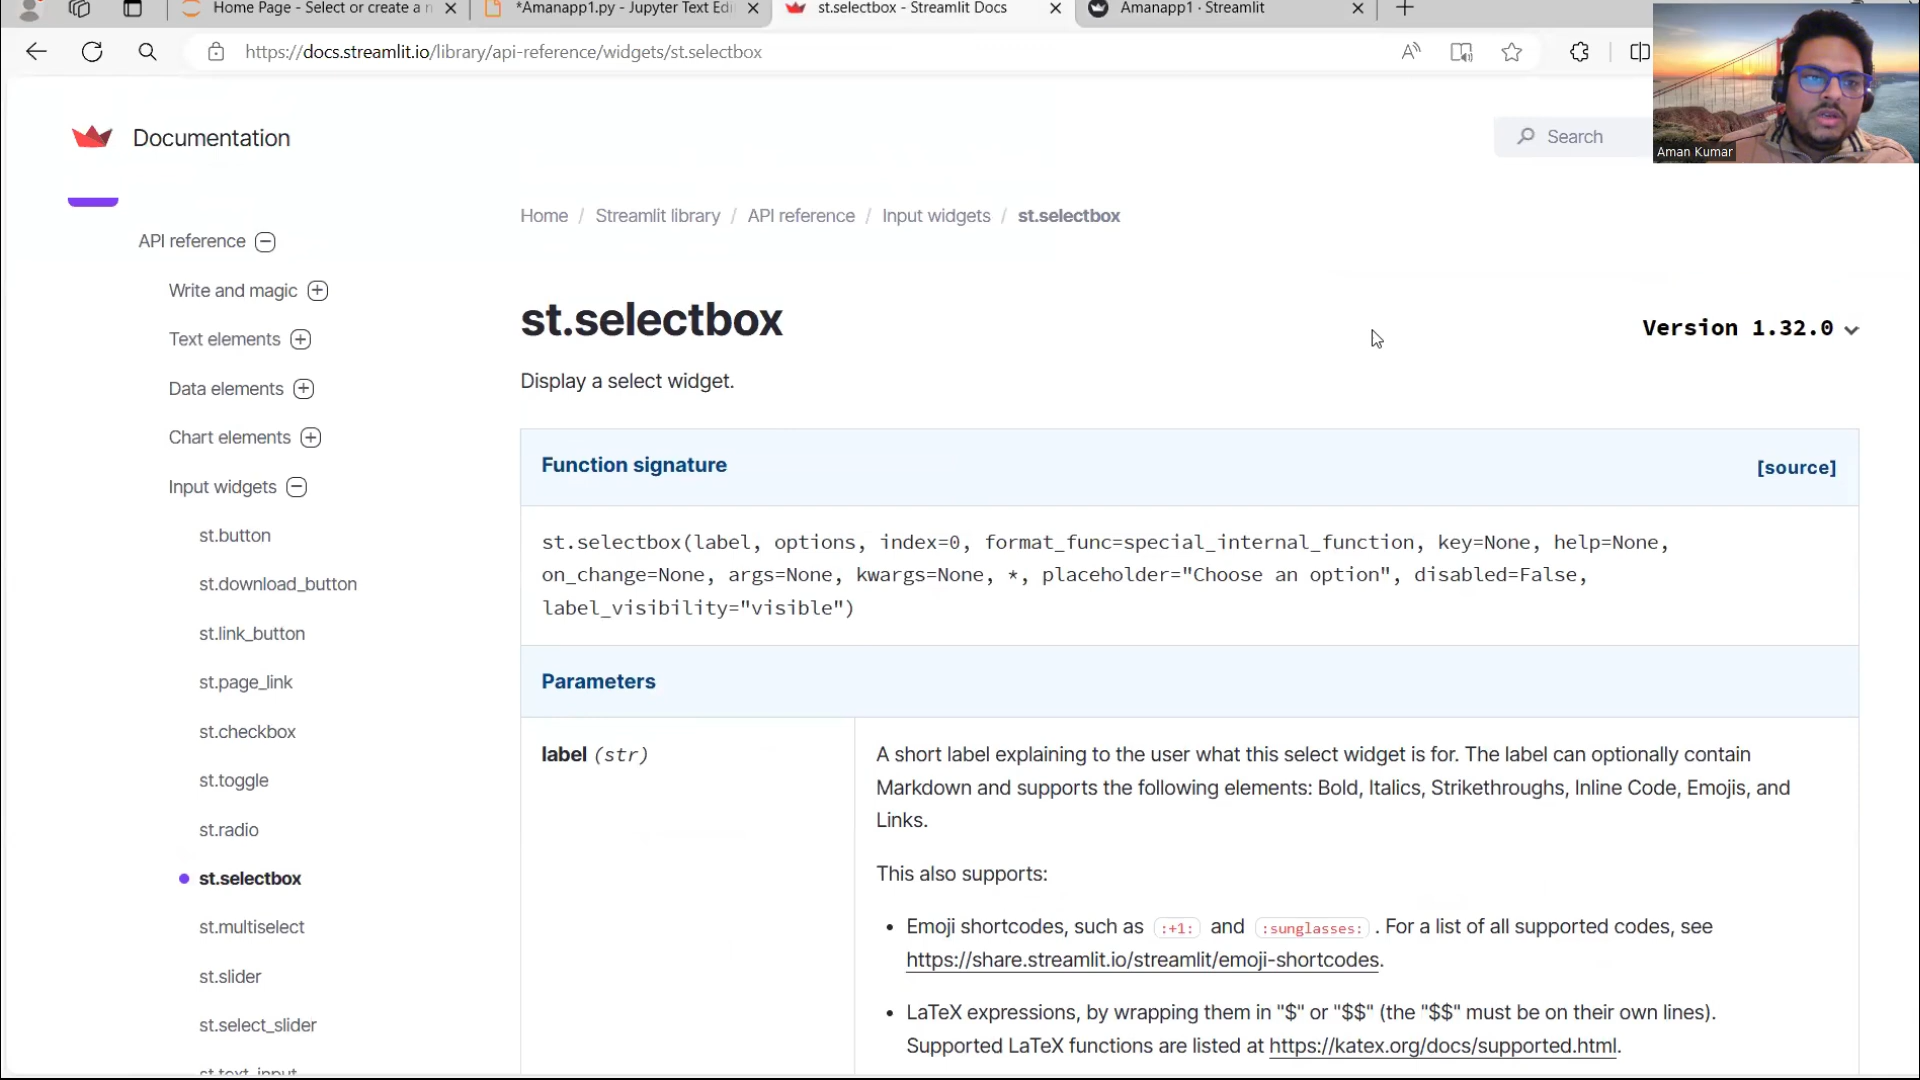 Home Page - Select or create a n
*Amanapp1.py - Jupyter Text Edi
st.selectbox - Streamlit Docs
Amanapp1 · Streamlit
https://docs.streamlit.io/library/api-reference/widgets/st.selectbox
Aman Kumar
Documentation
Search
Home / Streamlit library / API reference / Input widgets / st.selectbox
API reference
Write and magic
Text elements
Data elements
Chart elements
Input widgets
st.button
st.download_button
st.link_button
st.page_link
st.checkbox
st.toggle
st.radio
st.selectbox
st.multiselect
st.slider
st.select_slider
st.text_input
st.selectbox
Version 1.32.0
Display a select widget.
Function signature
[source]
st.selectbox(label, options, index=0, format_func=special_internal_function, key=None, help=None,
on_change=None, args=None, kwargs=None, *, placeholder="Choose an option", disabled=False,
label_visibility="visible")
Parameters
label (str)
A short label explaining to the user what this select widget is for. The label can optionally contain
Markdown and supports the following elements: Bold, Italics, Strikethroughs, Inline Code, Emojis, and
Links.
This also supports:
• Emoji shortcodes, such as :+1: and :sunglasses: . For a list of all supported codes, see
https://share.streamlit.io/streamlit/emoji-shortcodes.
• LaTeX expressions, by wrapping them in "$" or "$$" (the "$$" must be on their own lines).
Supported LaTeX functions are listed at https://katex.org/docs/supported.html.